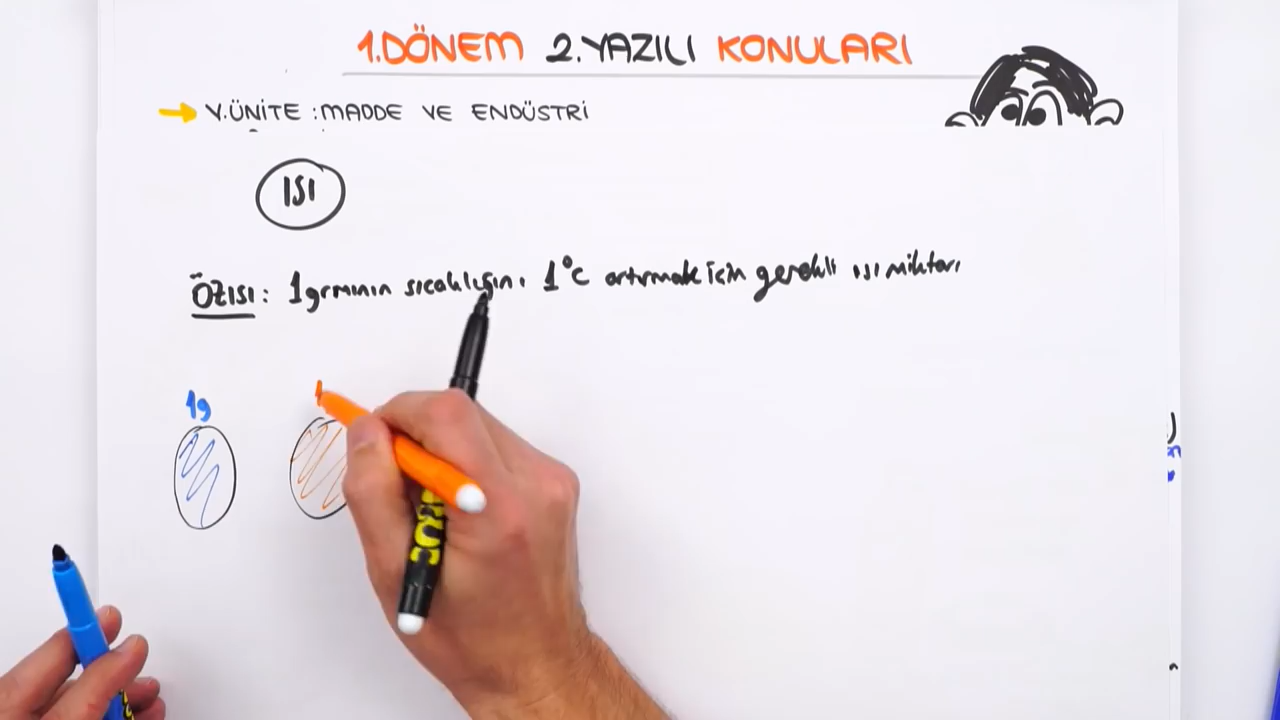 1.DÖNEM 2.YAZILI KONULARI
V.ÜNİTE :MADDE VE ENDÜSTRİ
ISI
ÖZISI: 1gramının sıcaklığını 1°C artırmak için gerekli ısı miktarı
1g